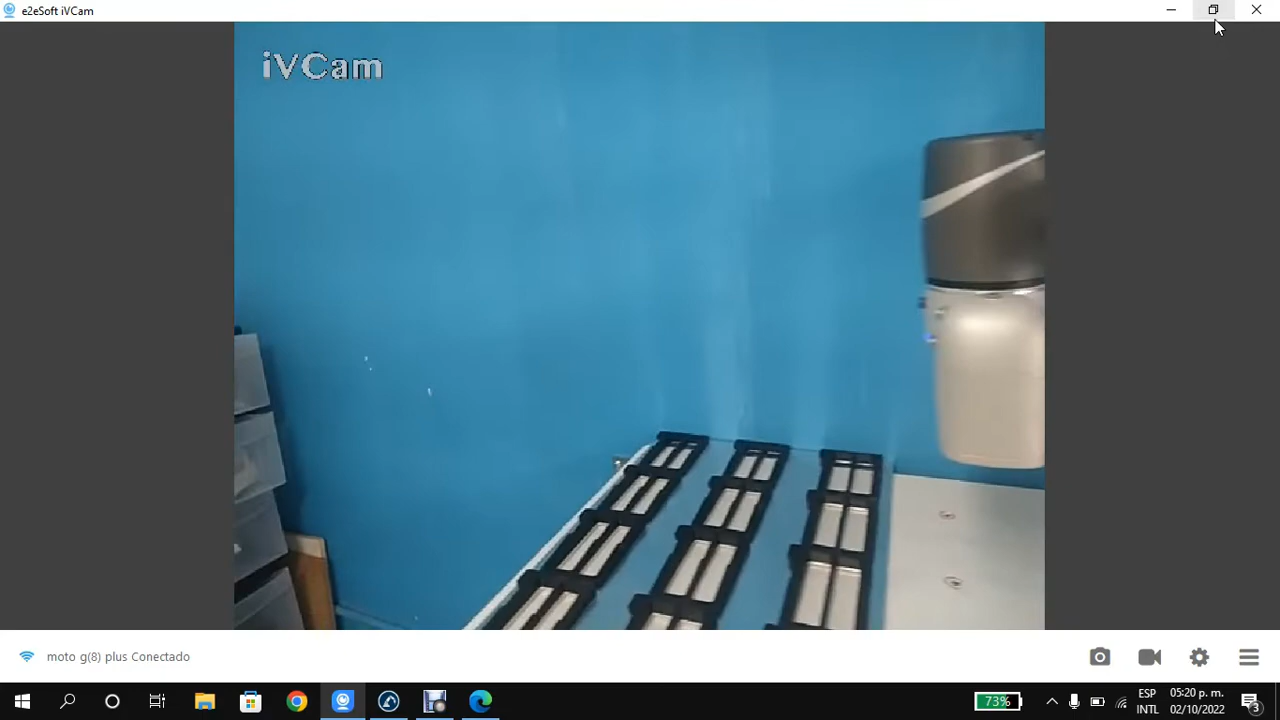 e2eSoft iVCam
iVCam
moto g(8) plus Conectado
73%
ESP
INTL
05:20 p. m.
02/10/2022
3